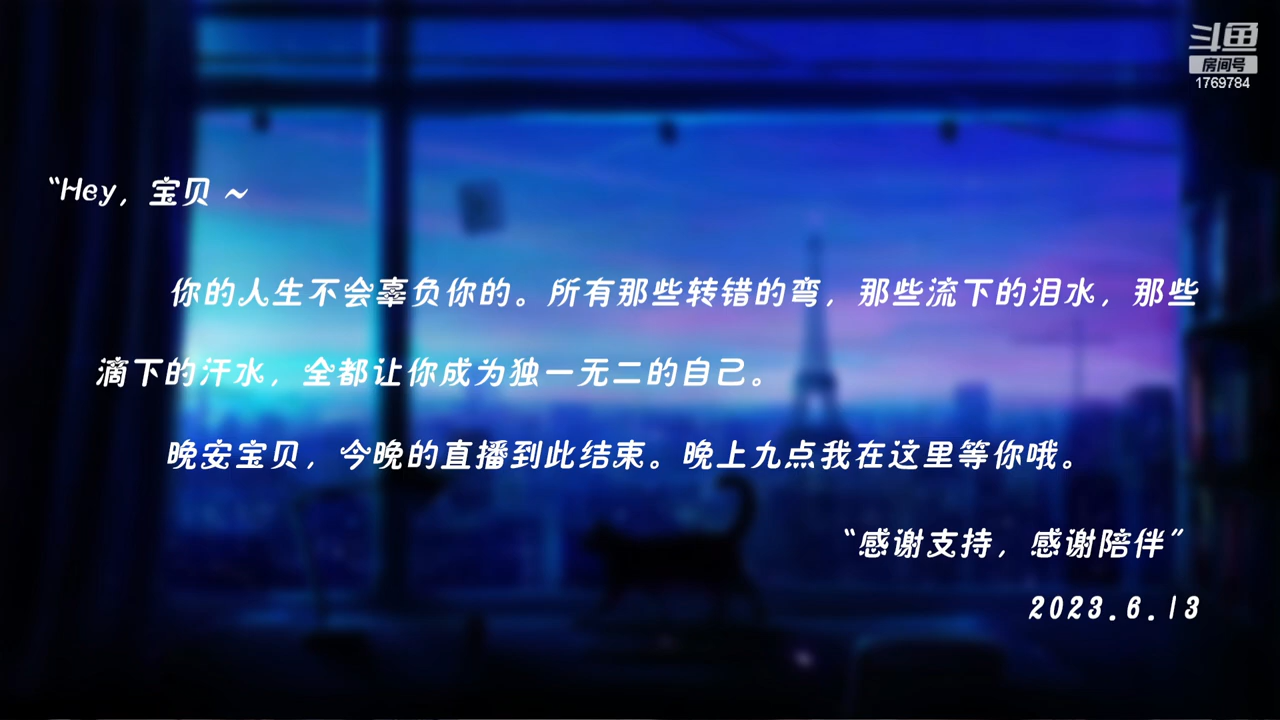 斗鱼
房间号
1769784
“Hey，宝贝 ~
你的人生不会辜负你的。所有那些转错的弯，那些流下的泪水，那些
滴下的汗水，全都让你成为独一无二的自己。
晚安宝贝，今晚的直播到此结束。晚上九点我在这里等你哦。
“感谢支持，感谢陪伴”
2023.6.13